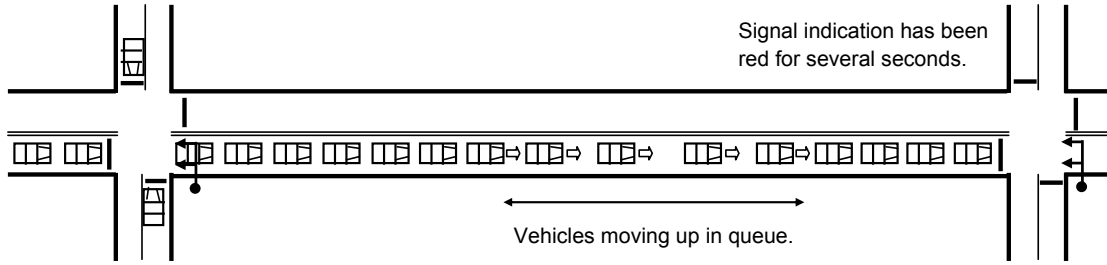 Signal indication has been
red for several seconds.
Vehicles moving up in queue.